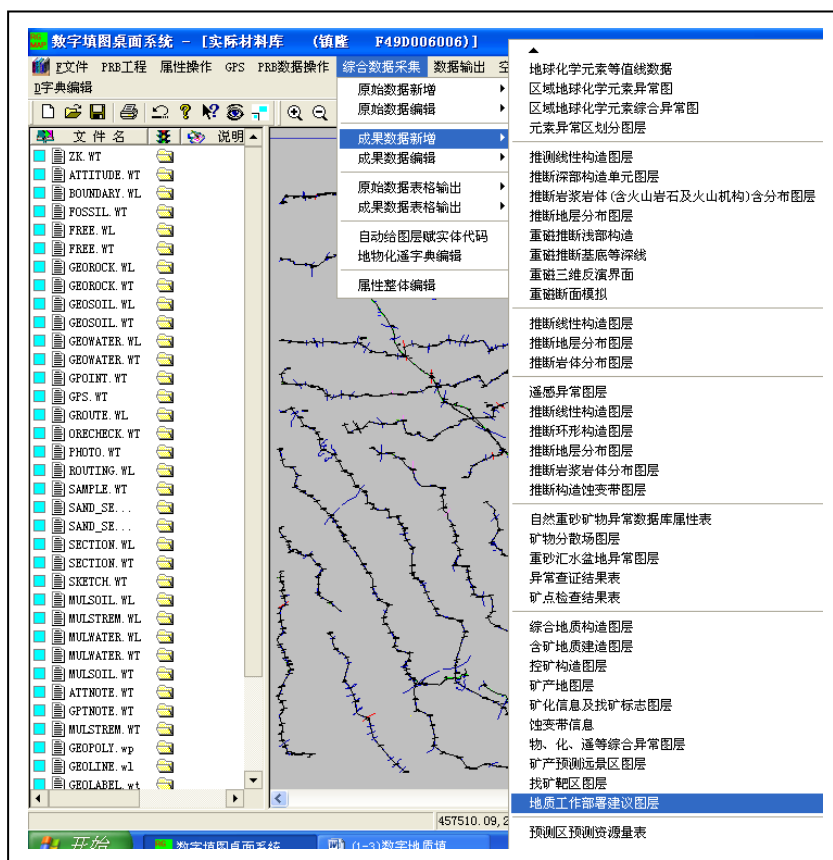 RG MAP 数字填图桌面系统 - [实际材料库 (镇隆 F49D006006)]
F文件 PRB工程 属性操作 GPS PRB数据操作 综合数据采集 数据输出 空
D字典编辑
文件名 说明
ZK.WT
ATTITUDE.WT
BOUNDARY.WL
FOSSIL.WT
FREE.WL
FREE.WT
GEOROCK.WL
GEOROCK.WT
GEOSOIL.WL
GEOSOIL.WT
GEOWATER.WL
GEOWATER.WT
GPOINT.WT
GPS.WT
GROUTE.WL
ORECHECK.WT
PHOTO.WT
ROUTING.WL
SAMPLE.WT
SAND_SE...
SAND_SE...
SECTION.WL
SECTION.WT
SKETCH.WT
MULSOIL.WL
MULSTREM.WL
MULWATER.WL
MULWATER.WT
MULSOIL.WT
ATTNOTE.WT
GPTNOTE.WT
MULSTREM.WT
GEOPOLY.wp
GEOLINE.wl
GEOLABEL.wt
原始数据新增
原始数据编辑
成果数据新增
成果数据编辑
原始数据表格输出
成果数据表格输出
自动给图层赋实体代码
地物化遥字典编辑
属性整体编辑
地球化学元素等值线数据
区域地球化学元素异常图
区域地球化学元素综合异常图
元素异常区划分图层
推测线性构造图层
推断深部构造单元图层
推断岩浆岩体(含火山岩石及火山机构)含分布图层
推断地层分布图层
重磁推断浅部构造
重磁推断基底等深线
重磁三维反演界面
重磁断面模拟
推断线性构造图层
推断地层分布图层
推断岩体分布图层
遥感异常图层
推断线性构造图层
推断环形构造图层
推断地层分布图层
推断岩浆岩体分布图层
推断构造蚀变带图层
自然重砂矿物异常数据库属性表
矿物分散场图层
重砂汇水盆地异常图层
异常查证结果表
矿点检查结果表
综合地质构造图层
含矿地质建造图层
控矿构造图层
矿产地图层
矿化信息及找矿标志图层
蚀变带信息
物、化、遥等综合异常图层
矿产预测远景区图层
找矿靶区图层
地质工作部署建议图层
预测区预测资源量表
457510.09,2
开始 数字填图桌面系统 (1-3)数字地质填